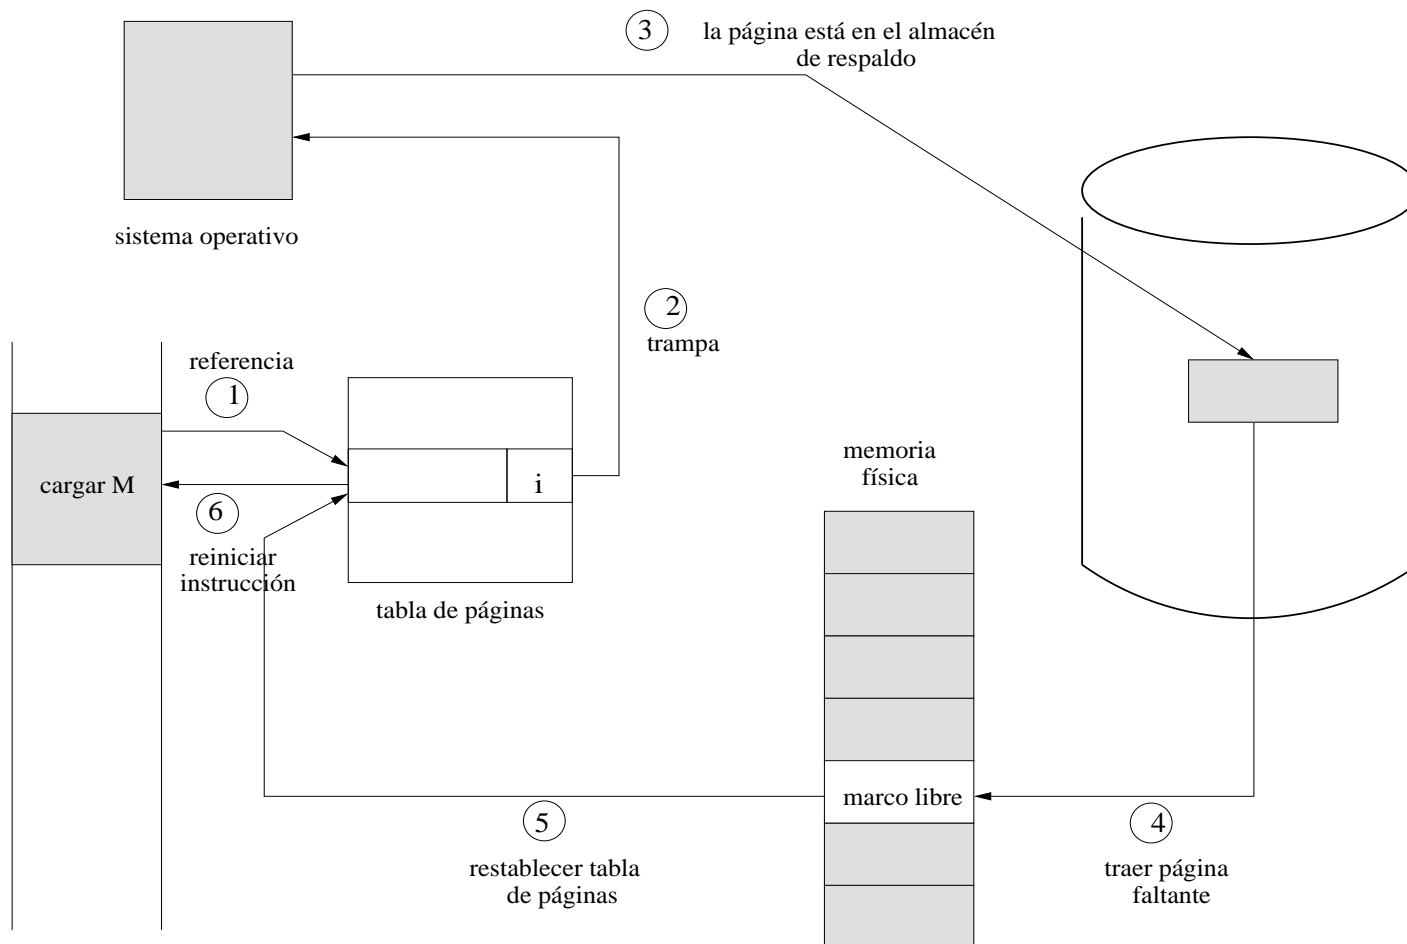 3
la página está en el almacén
de respaldo
sistema operativo
2
trampa
referencia
1
cargar M
i
6
reiniciar
instrucción
tabla de páginas
memoria
física
marco libre
5
restablecer tabla
de páginas
4
traer página
faltante